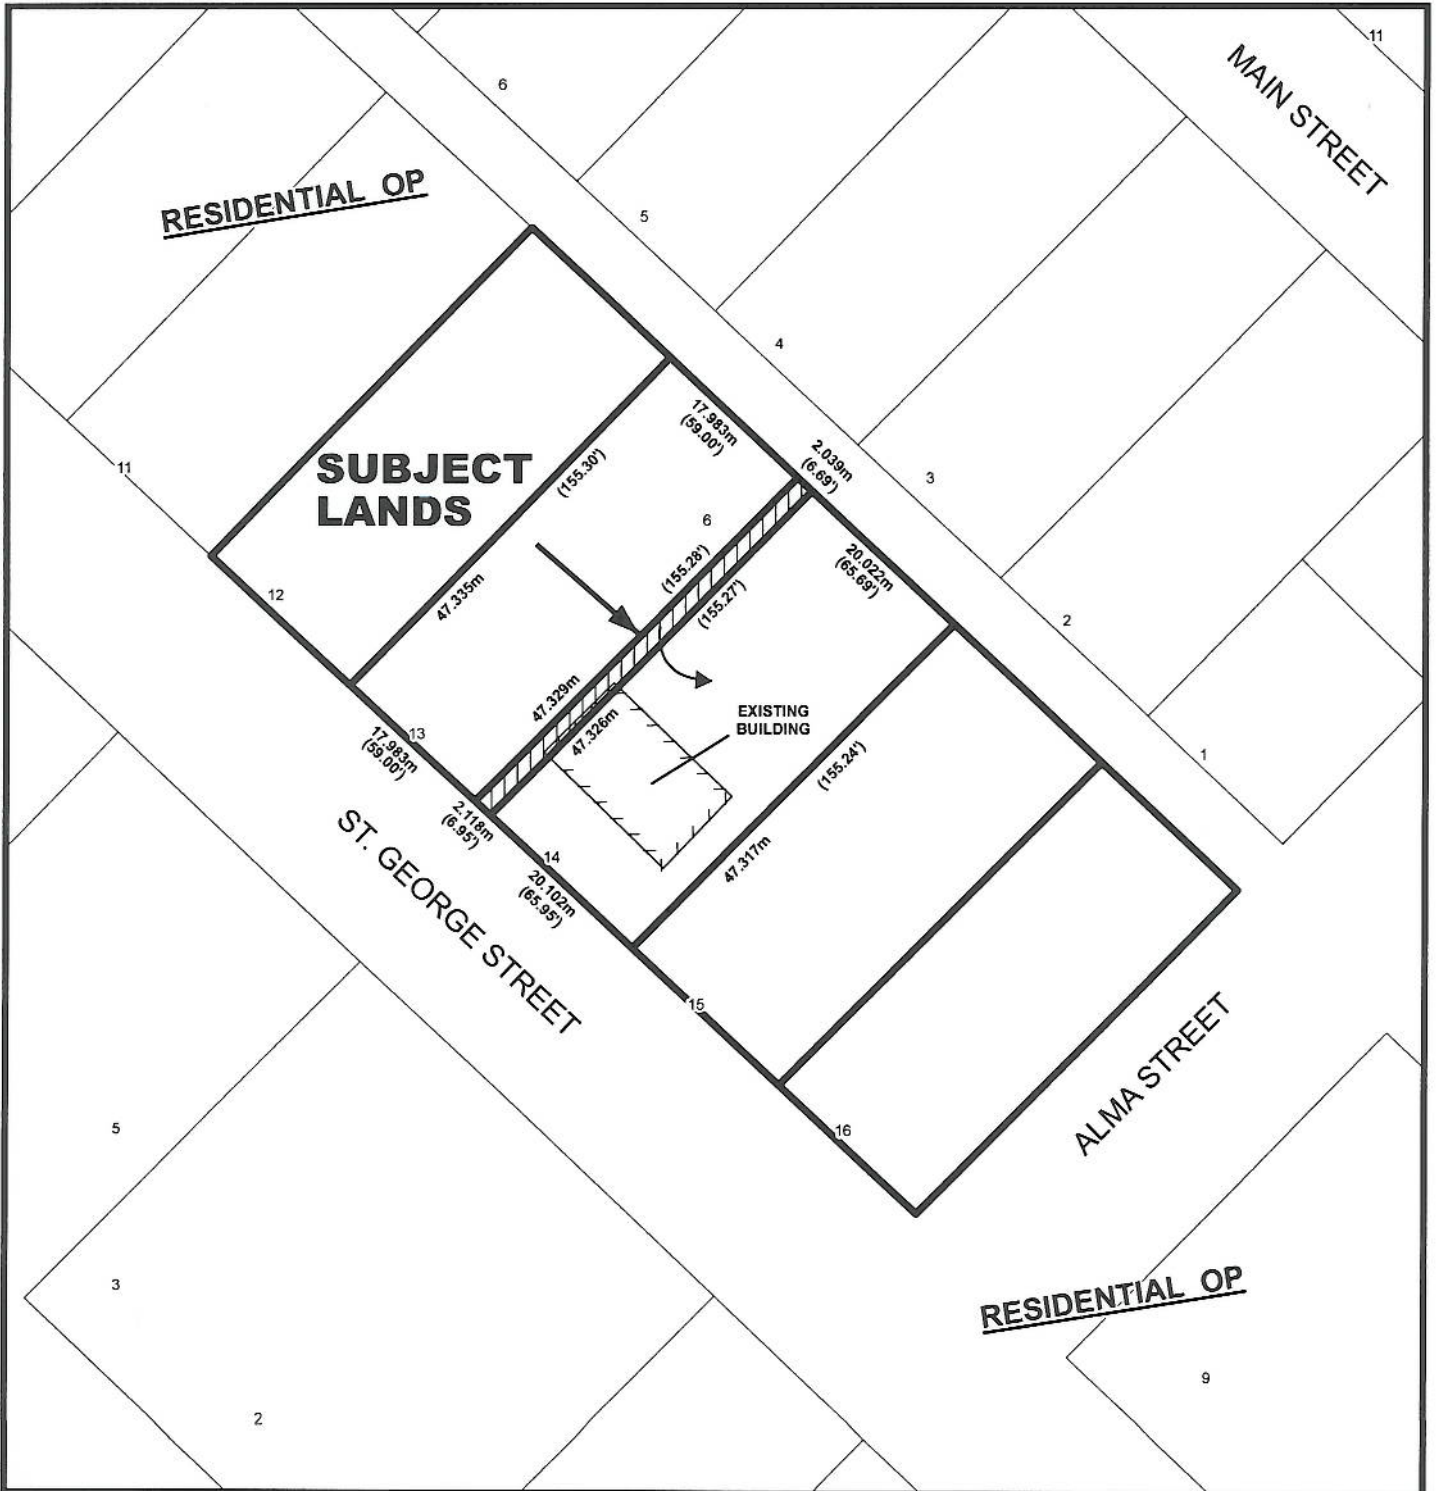 11
MAIN STREET
6
RESIDENTIAL OP
5
4
17.983m
(59.00')
2.039m
(6.69')
SUBJECT
LANDS
11
(155.30')
3
6
20.022m
(65.69')
(155.28')
(155.27')
12
47.335m
2
47.329m
47.326m
EXISTING
BUILDING
13
17.983m
(59.00')
1
(155.24')
2.118m
(6.95')
14
20.102m
(65.95')
47.317m
ST. GEORGE STREET
15
ALMA STREET
16
5
3
RESIDENTIAL OP
9
2